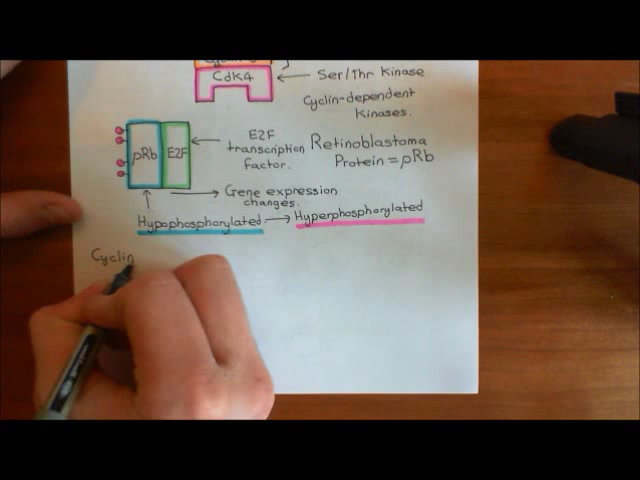 Cdk4
Ser/Thr Kinase
Cyclin-dependent
Kinases.
pRb
E2F
E2F
transcription
factor.
Retinoblastoma
Protein = pRb
Gene expression
changes.
Hypophosphorylated → Hyperphosphorylated
Cyclin